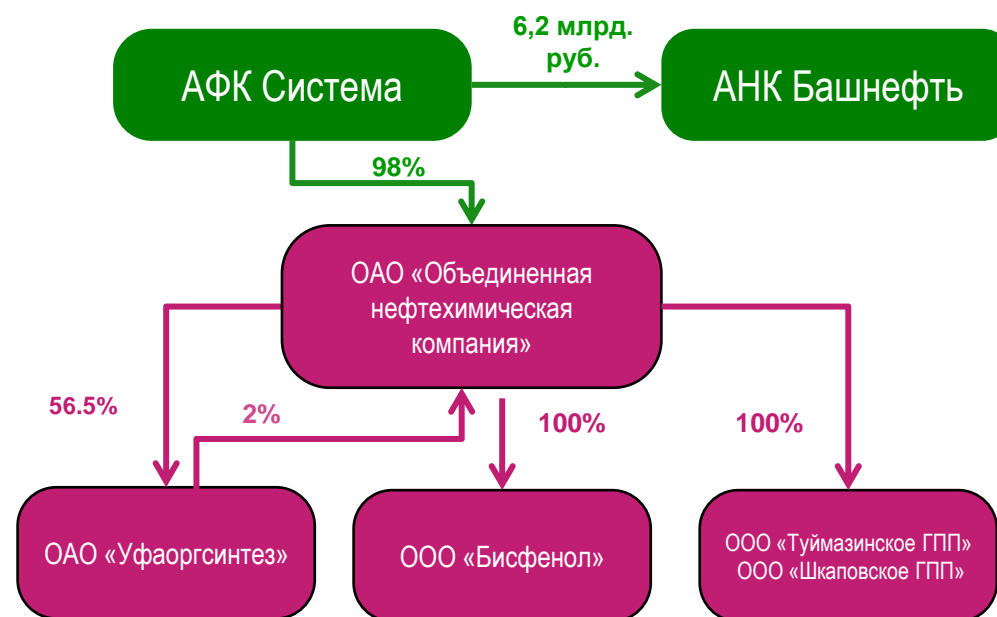 6,2 млрд.
руб.
АФК Система
АНК Башнефть
98%
ОАО «Объединенная
нефтехимическая
компания»
56.5%
2%
100%
100%
ОАО «Уфаоргсинтез»
ООО «Бисфенол»
ООО «Туймазинское ГПП»
ООО «Шкаповское ГПП»